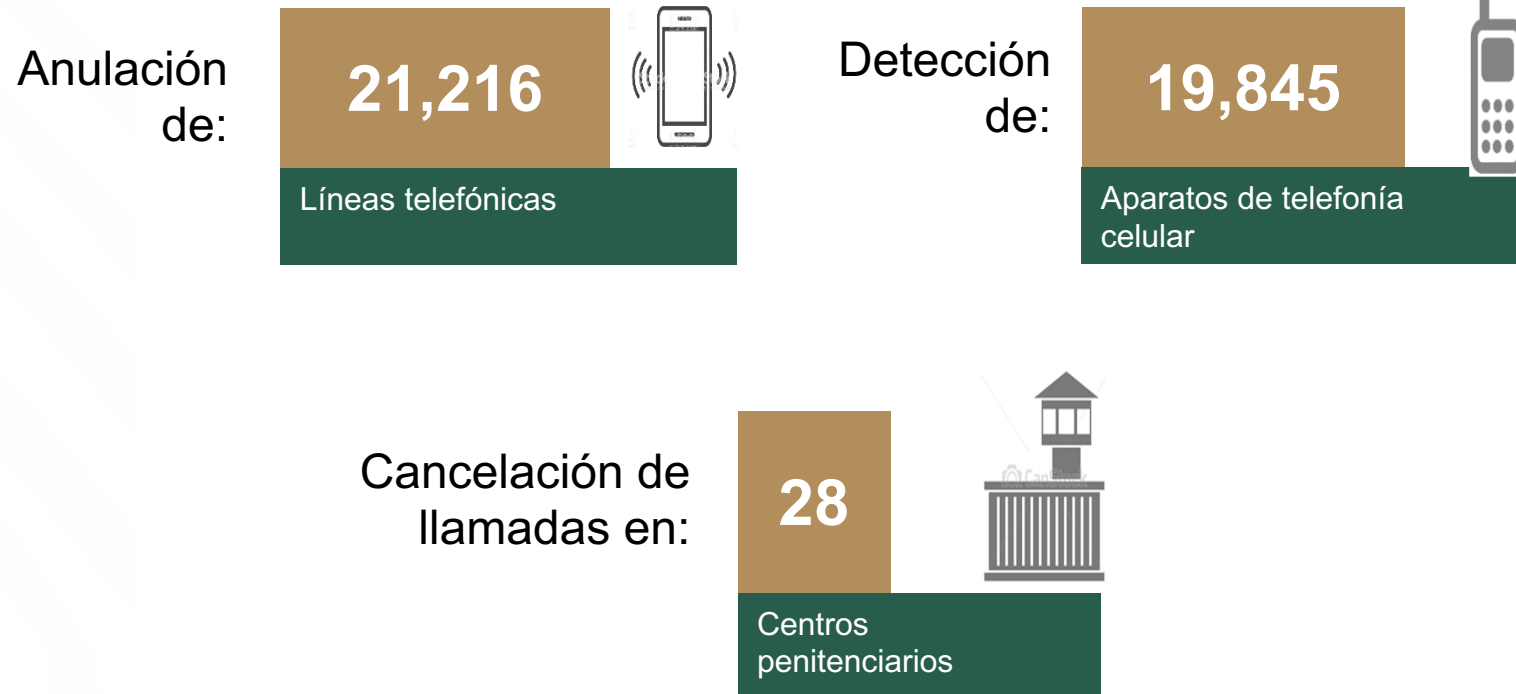 Anulación
de:
21,216
Líneas telefónicas
Detección
de:
19,845
Aparatos de telefonía
celular
Cancelación de
llamadas en:
28
CanStock
Centros
penitenciarios